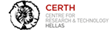 CERTH
CENTRE FOR
RESEARCH & TECHNOLOGY
HELLAS